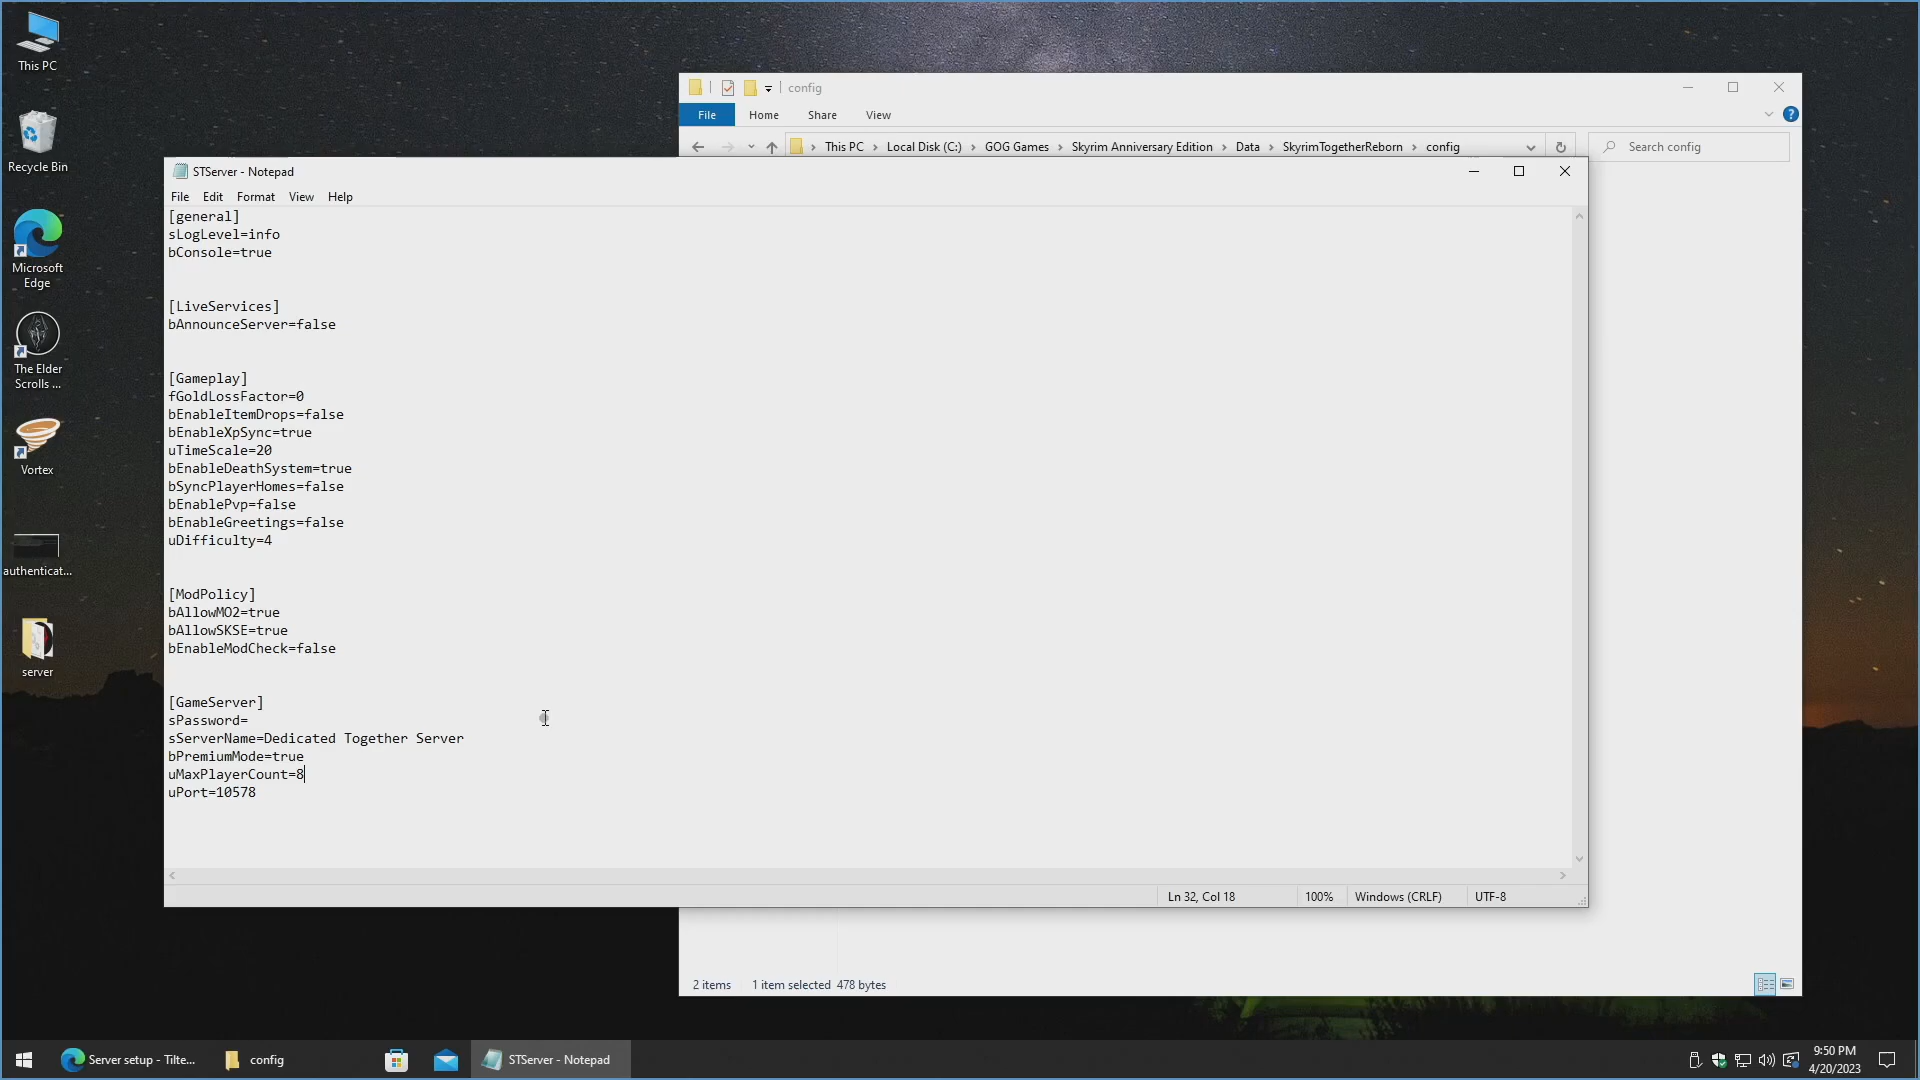 This PC
Recycle Bin
Microsoft
Edge
The Elder
Scrolls ...
Vortex
authenticat...
server
config
File
Home
Share
View
This PC > Local Disk (C:) > GOG Games > Skyrim Anniversary Edition > Data > SkyrimTogetherReborn > config
Search config
STServer - Notepad
File Edit Format View Help
[general]
sLogLevel=info
bConsole=true
[LiveServices]
bAnnounceServer=false
[Gameplay]
fGoldLossFactor=0
bEnableItemDrops=false
bEnableXpSync=true
uTimeScale=20
bEnableDeathSystem=true
bSyncPlayerHomes=false
bEnablePvp=false
bEnableGreetings=false
uDifficulty=4
[ModPolicy]
bAllowMO2=true
bAllowSKSE=true
bEnableModCheck=false
[GameServer]
sPassword=
sServerName=Dedicated Together Server
bPremiumMode=true
uMaxPlayerCount=8
uPort=10578
Ln 32, Col 18
100%
Windows (CRLF)
UTF-8
2 items
1 item selected 478 bytes
Server setup - Tilte...
config
STServer - Notepad
9:50 PM
4/20/2023